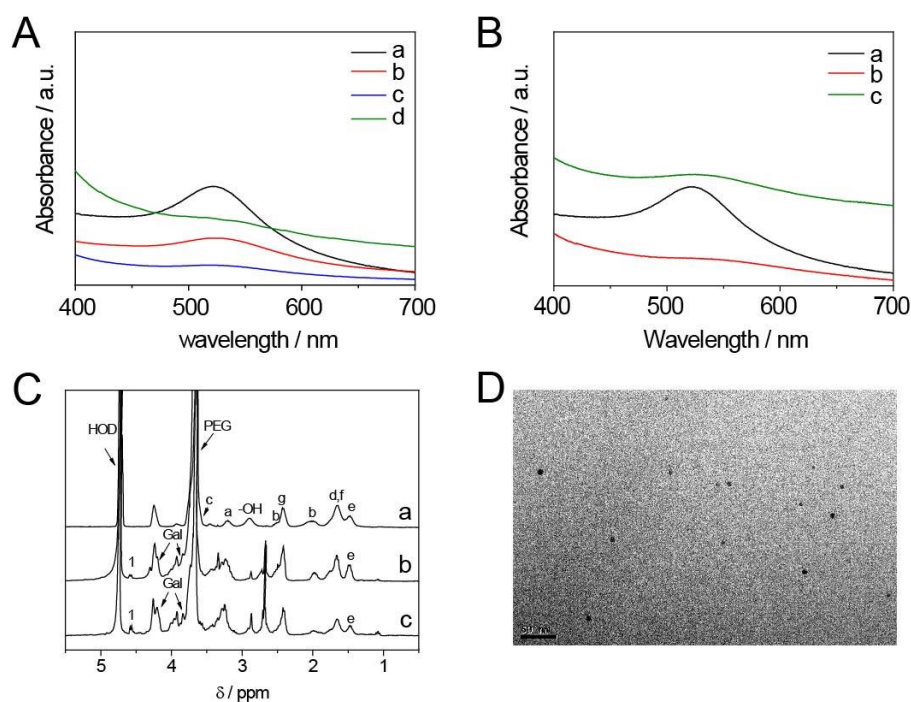 A
Absorbance / a.u.
a
b
c
d
400 500 600 700
wavelength / nm
B
Absorbance / a.u.
a
b
c
400 500 600 700
Wavelength / nm
C
HOD
PEG
c
a
-OH
g
b
b
d,f
e
a
Gal
1
e
b
Gal
1
e
c
5 4 3 2 1
δ / ppm
D